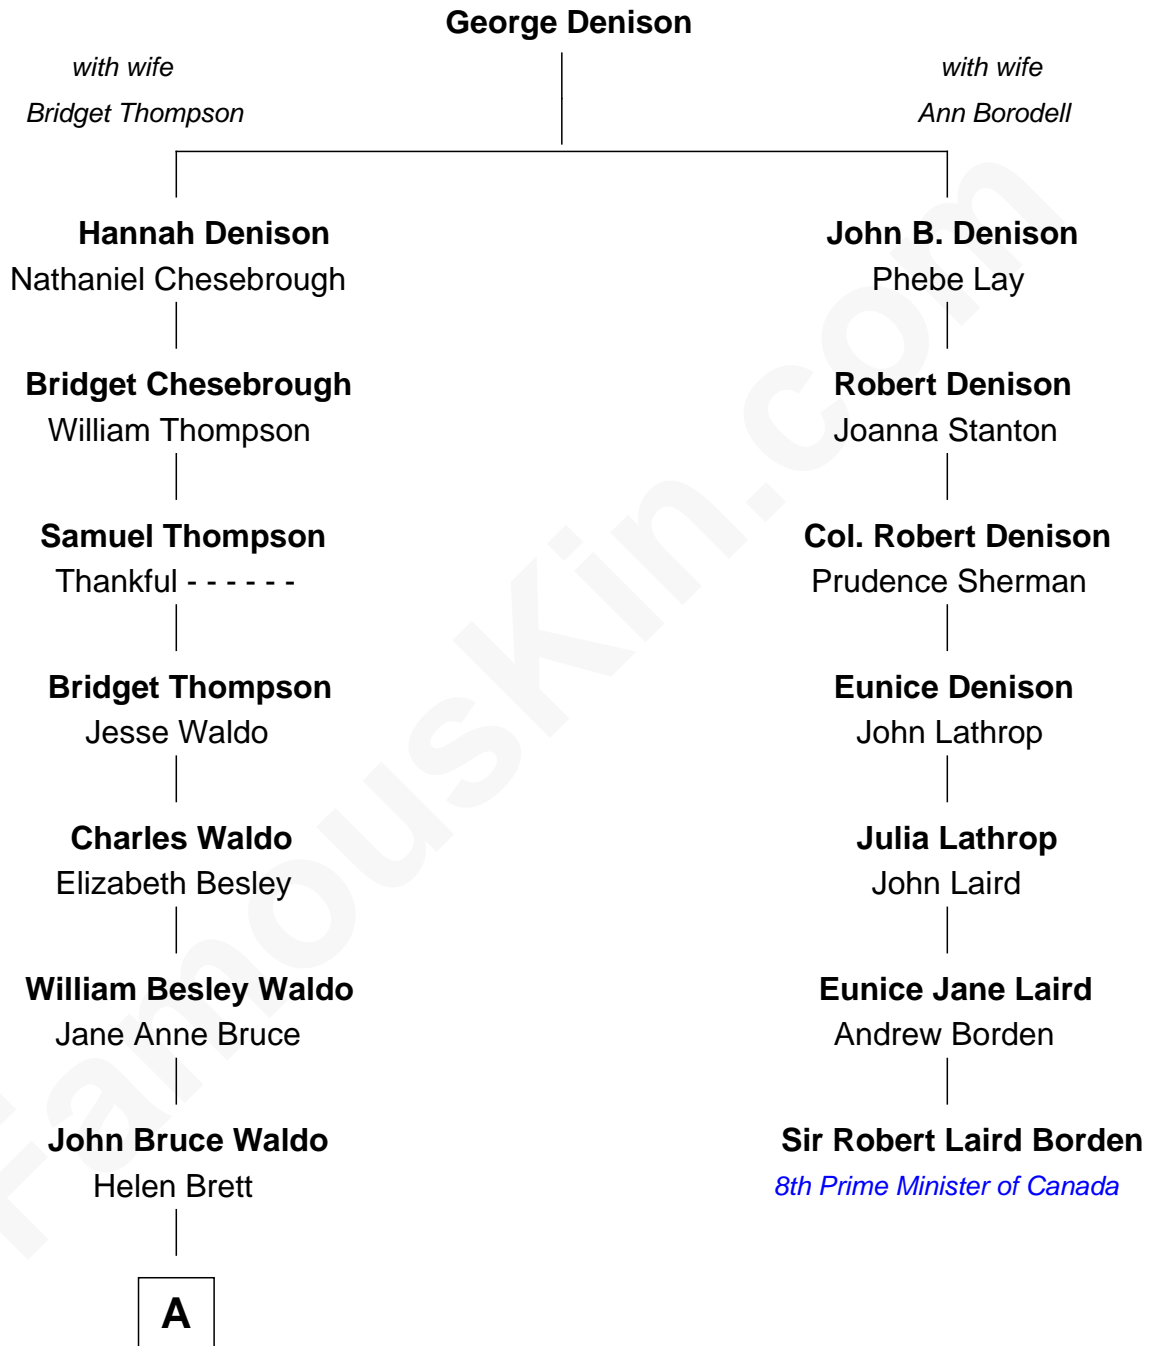 George Denison
with wife
Bridget Thompson
with wife
Ann Borodell
Hannah Denison
Nathaniel Chesebrough
John B. Denison
Phebe Lay
Bridget Chesebrough
William Thompson
Robert Denison
Joanna Stanton
Samuel Thompson
Thankful - - - - - -
Col. Robert Denison
Prudence Sherman
Bridget Thompson
Jesse Waldo
Eunice Denison
John Lathrop
Charles Waldo
Elizabeth Besley
Julia Lathrop
John Laird
William Besley Waldo
Jane Anne Bruce
Eunice Jane Laird
Andrew Borden
John Bruce Waldo
Helen Brett
Sir Robert Laird Borden
8th Prime Minister of Canada
A
FamousKin.com